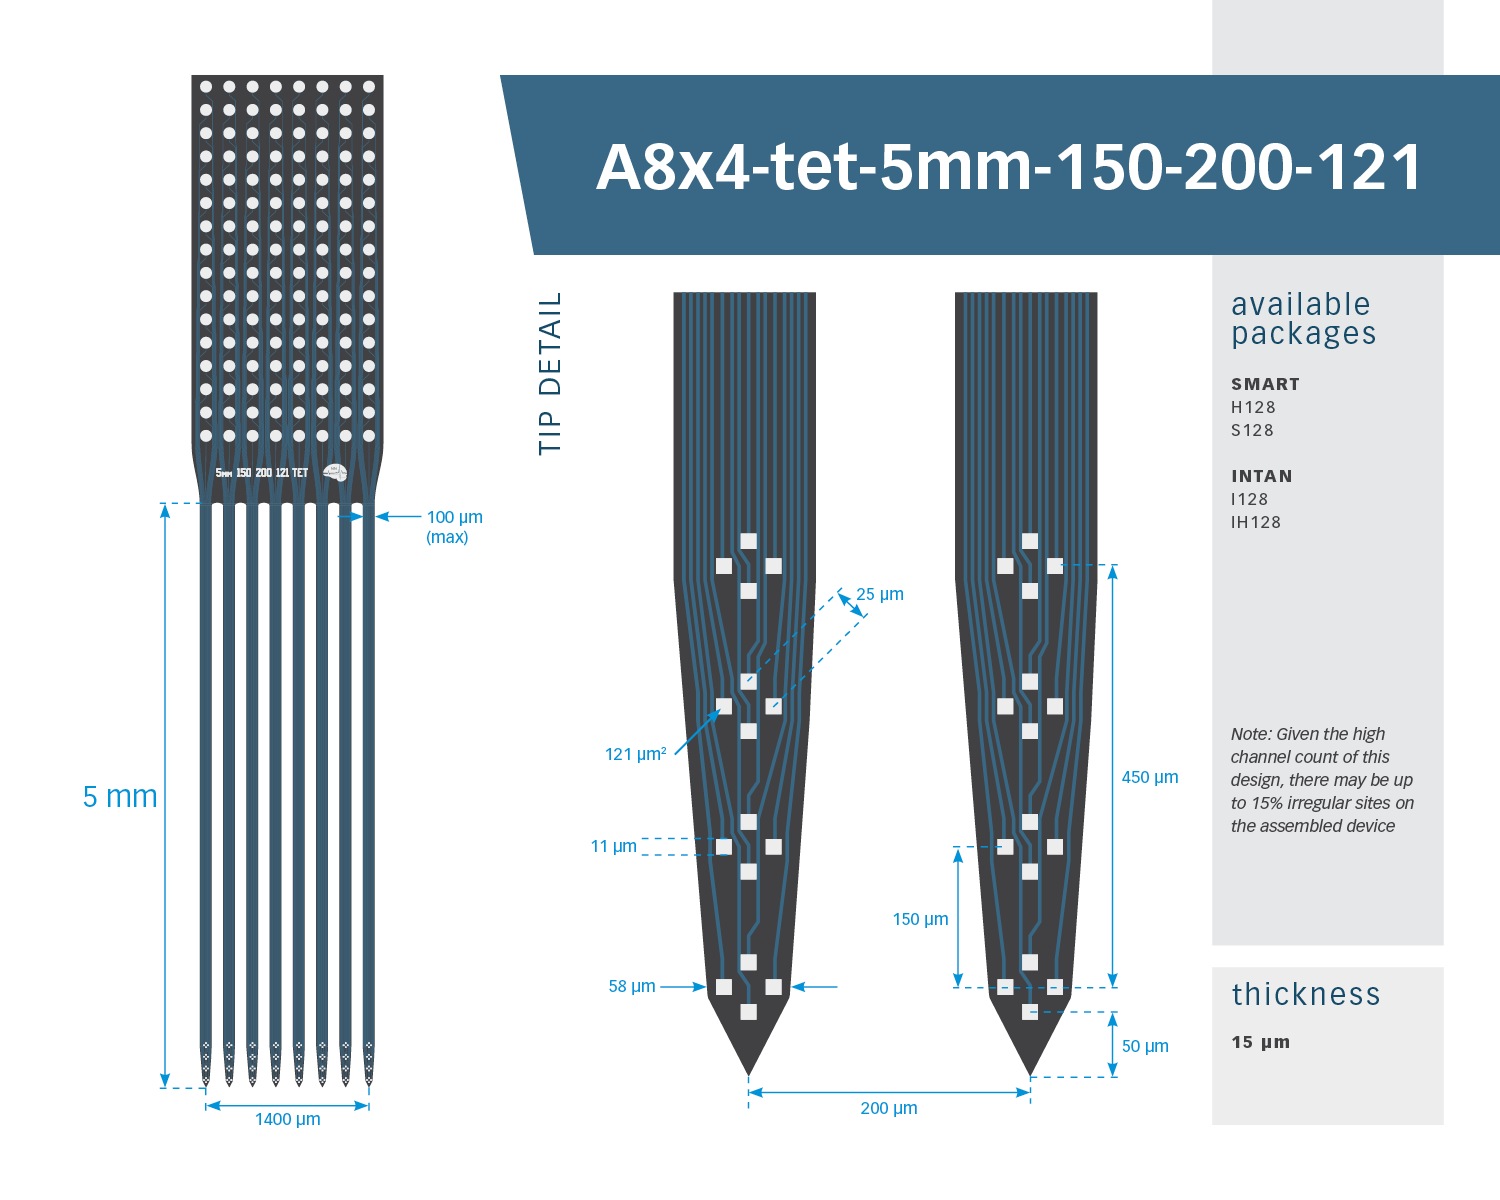 A8x4-tet-5mm-150-200-121
5MM 150 200 121 TET
100 µm
(max)
5 mm
1400 µm
TIP DETAIL
25 µm
121 µm²
11 µm
58 µm
450 µm
150 µm
50 µm
200 µm
available
packages
SMART
H128
S128
INTAN
I128
IH128
Note: Given the high
channel count of this
design, there may be up
to 15% irregular sites on
the assembled device
thickness
15 µm